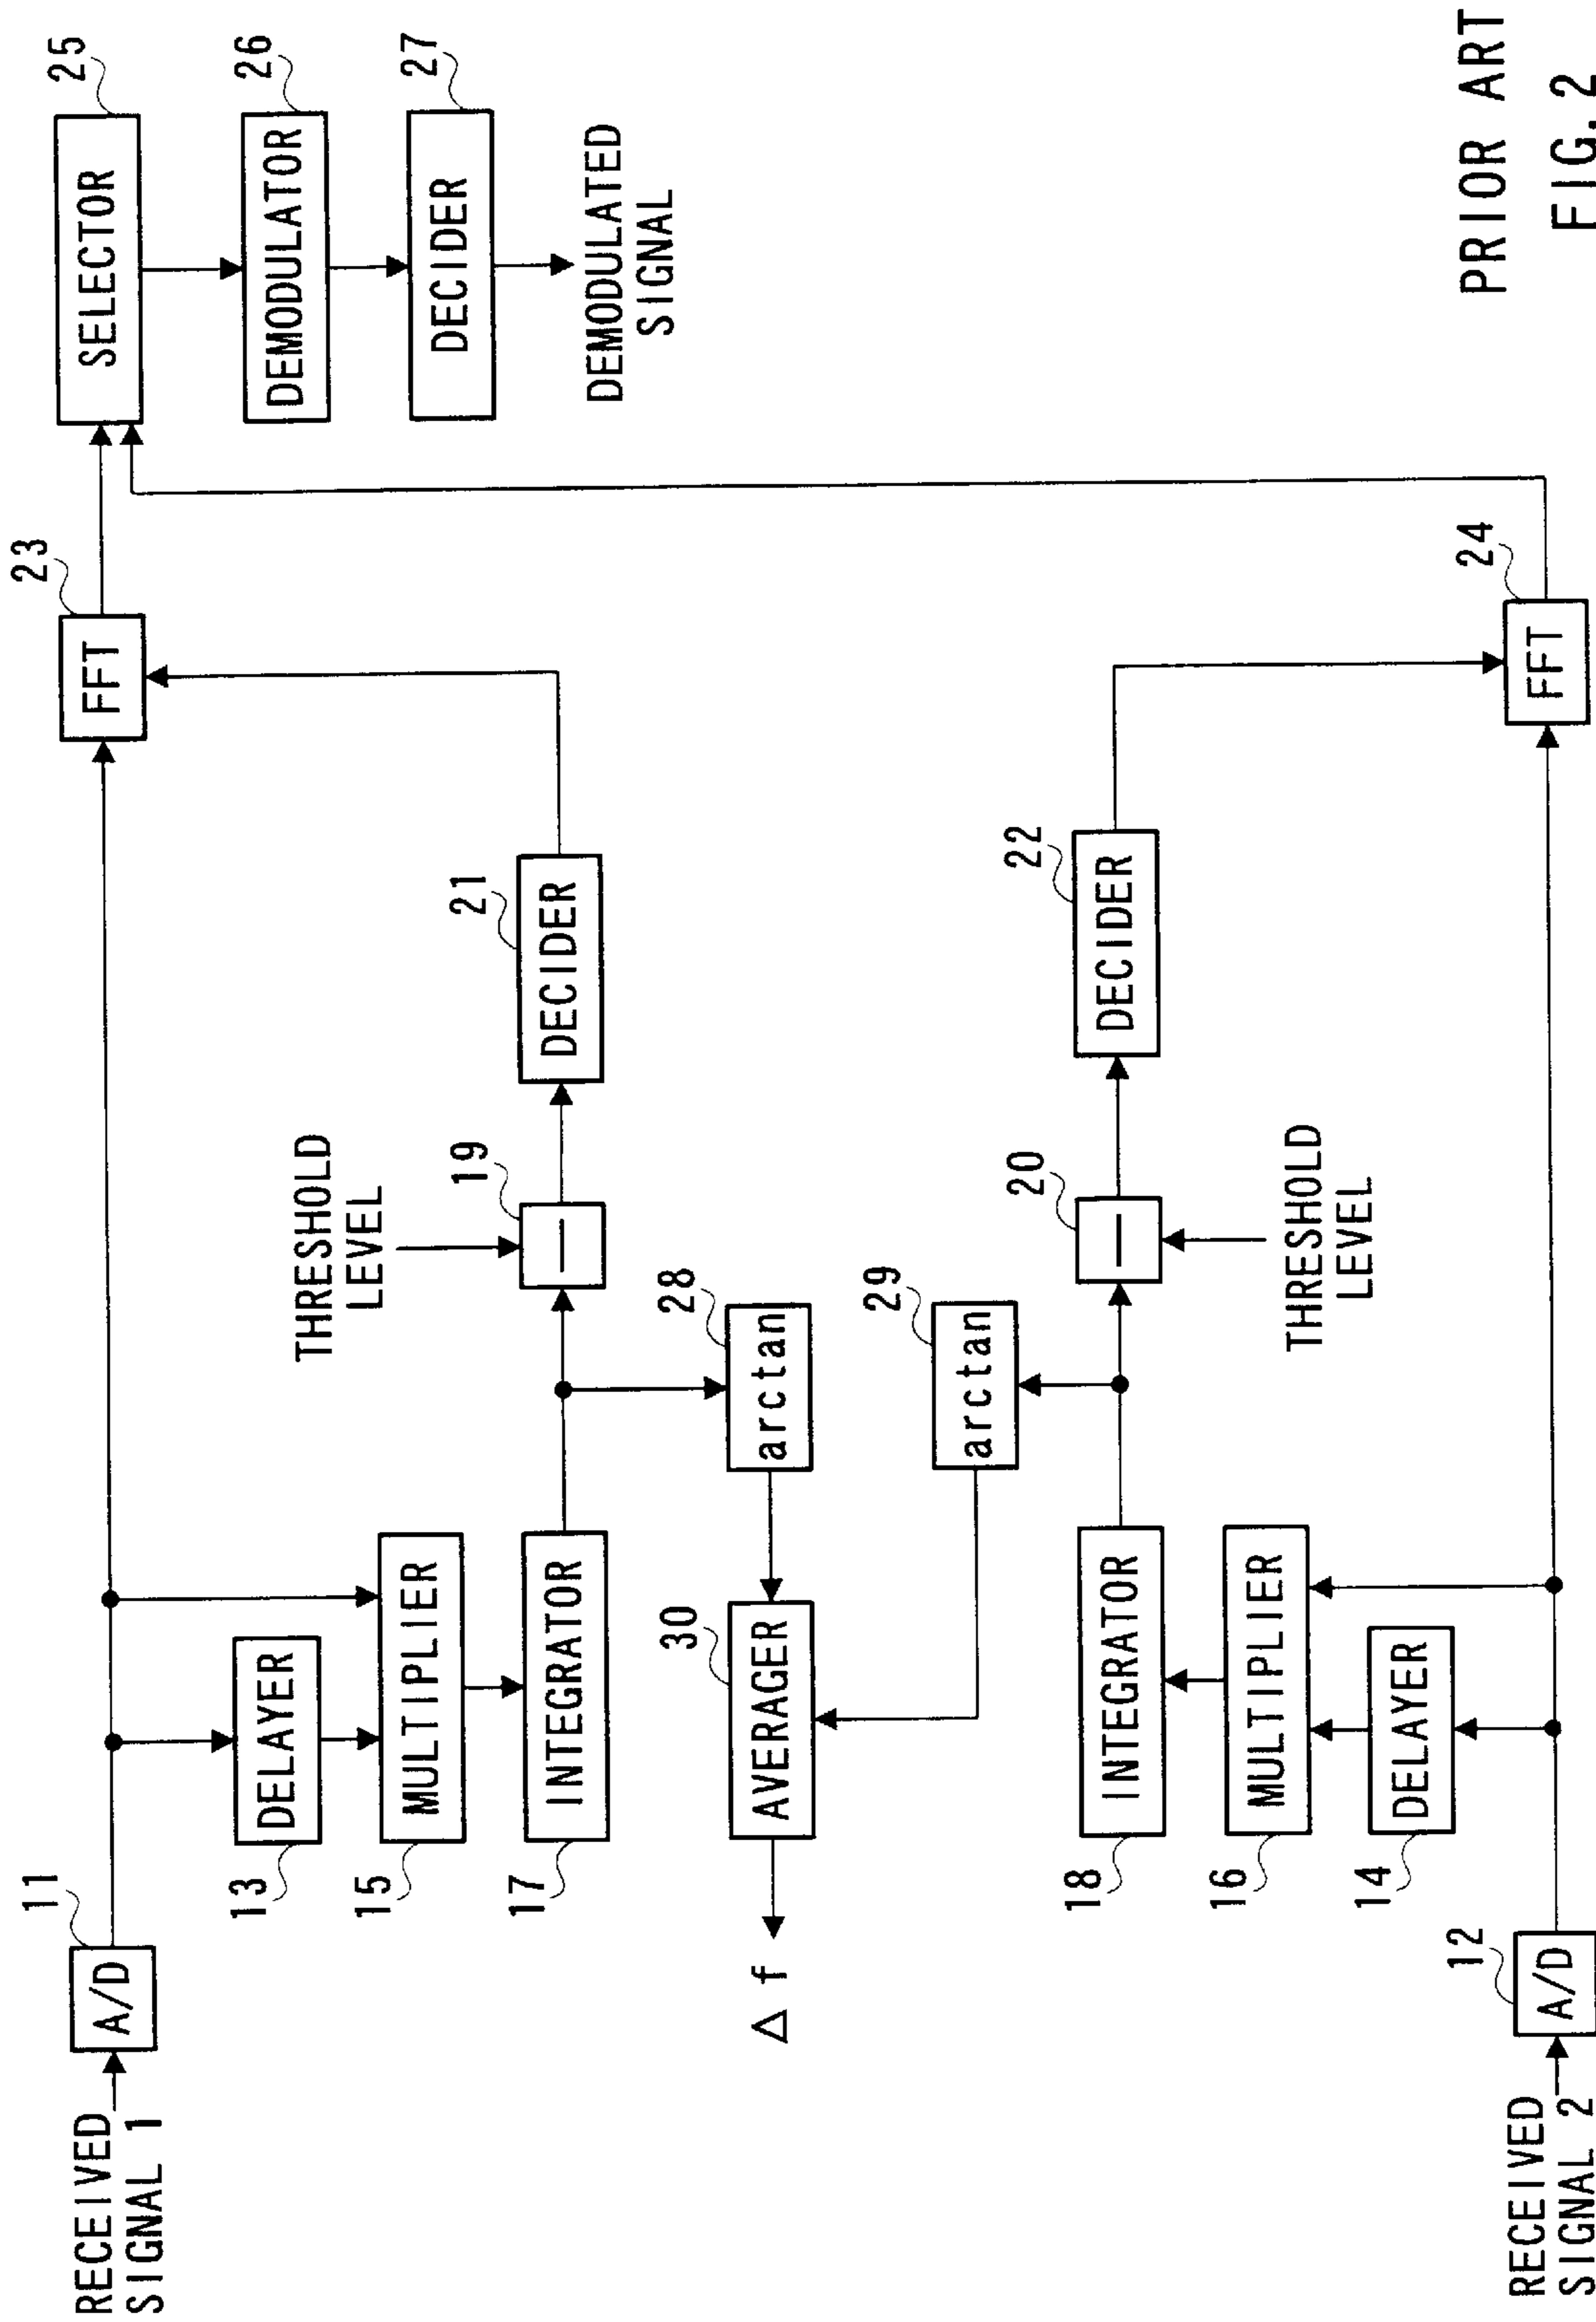 RECEIVED
SIGNAL 1
A/D
11
DELAYER
13
MULTIPLIER
15
INTEGRATOR
17
THRESHOLD
LEVEL
19
—
DECIDER
21
FFT
23
SELECTOR
25
DEMODULATOR
26
DECIDER
27
DEMODULATED
SIGNAL
arctan
28
AVERAGER
30
Δf
arctan
29
INTEGRATOR
18
MULTIPLIER
16
DELAYER
14
20
—
THRESHOLD
LEVEL
DECIDER
22
FFT
24
RECEIVED
SIGNAL 2
A/D
12
PRIOR ART
FIG. 2